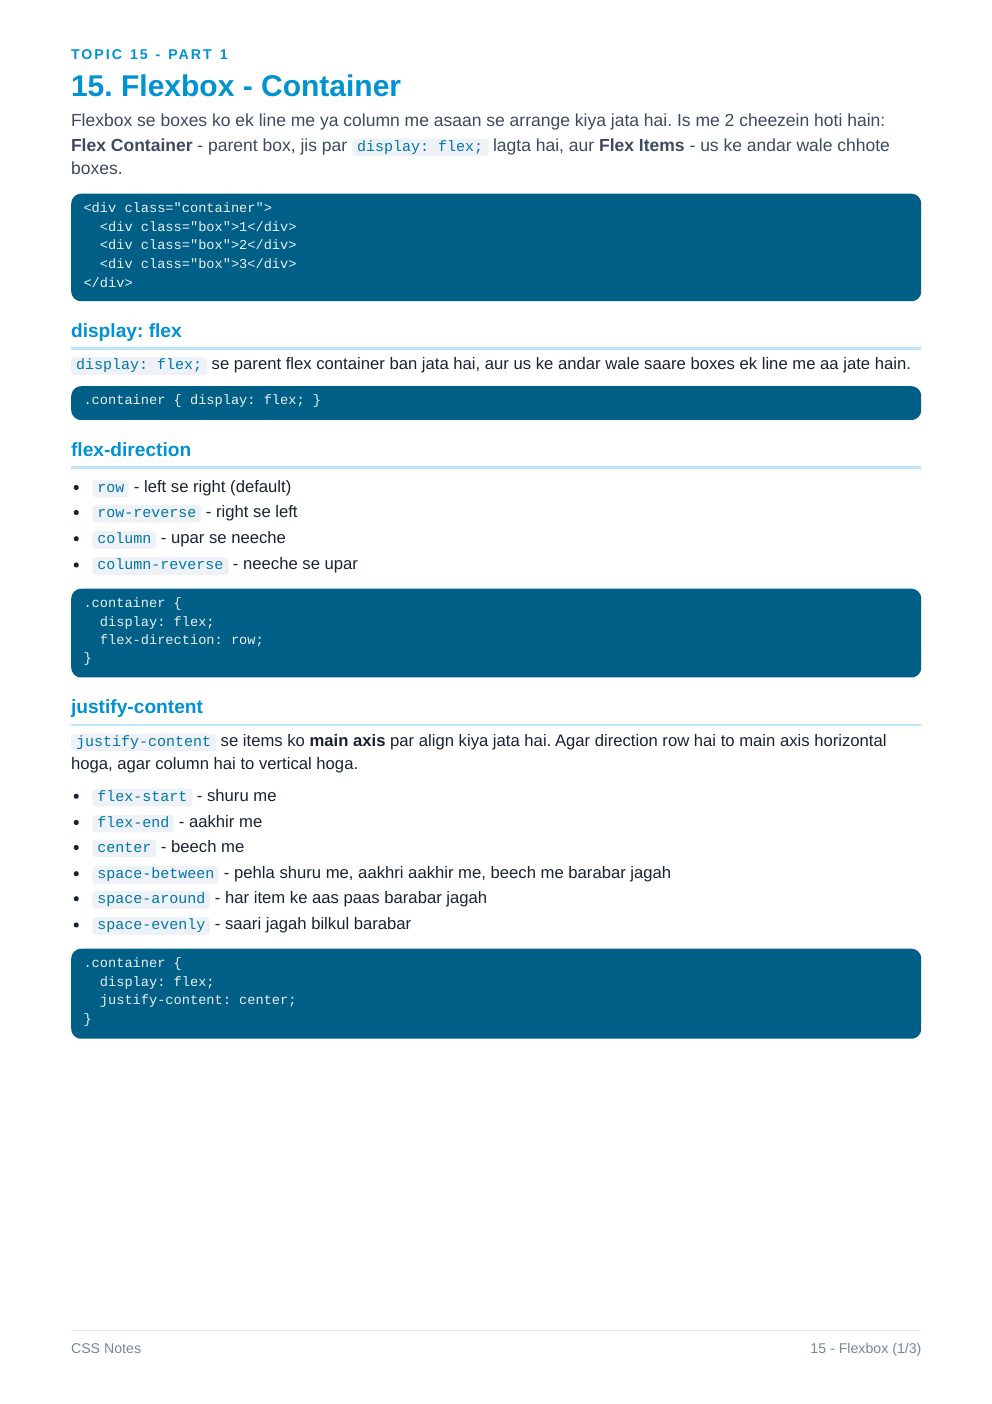 TOPIC 15 - PART 1
15. Flexbox - Container
Flexbox se boxes ko ek line me ya column me asaan se arrange kiya jata hai. Is me 2 cheezein hoti hain:
Flex Container - parent box, jis par display: flex; lagta hai, aur Flex Items - us ke andar wale chhote
boxes.
<div class="container">
  <div class="box">1</div>
  <div class="box">2</div>
  <div class="box">3</div>
</div>
display: flex
display: flex; se parent flex container ban jata hai, aur us ke andar wale saare boxes ek line me aa jate hain.
.container { display: flex; }
flex-direction
• row - left se right (default)
• row-reverse - right se left
• column - upar se neeche
• column-reverse - neeche se upar
.container {
  display: flex;
  flex-direction: row;
}
justify-content
justify-content se items ko main axis par align kiya jata hai. Agar direction row hai to main axis horizontal
hoga, agar column hai to vertical hoga.
• flex-start - shuru me
• flex-end - aakhir me
• center - beech me
• space-between - pehla shuru me, aakhri aakhir me, beech me barabar jagah
• space-around - har item ke aas paas barabar jagah
• space-evenly - saari jagah bilkul barabar
.container {
  display: flex;
  justify-content: center;
}
CSS Notes
15 - Flexbox (1/3)